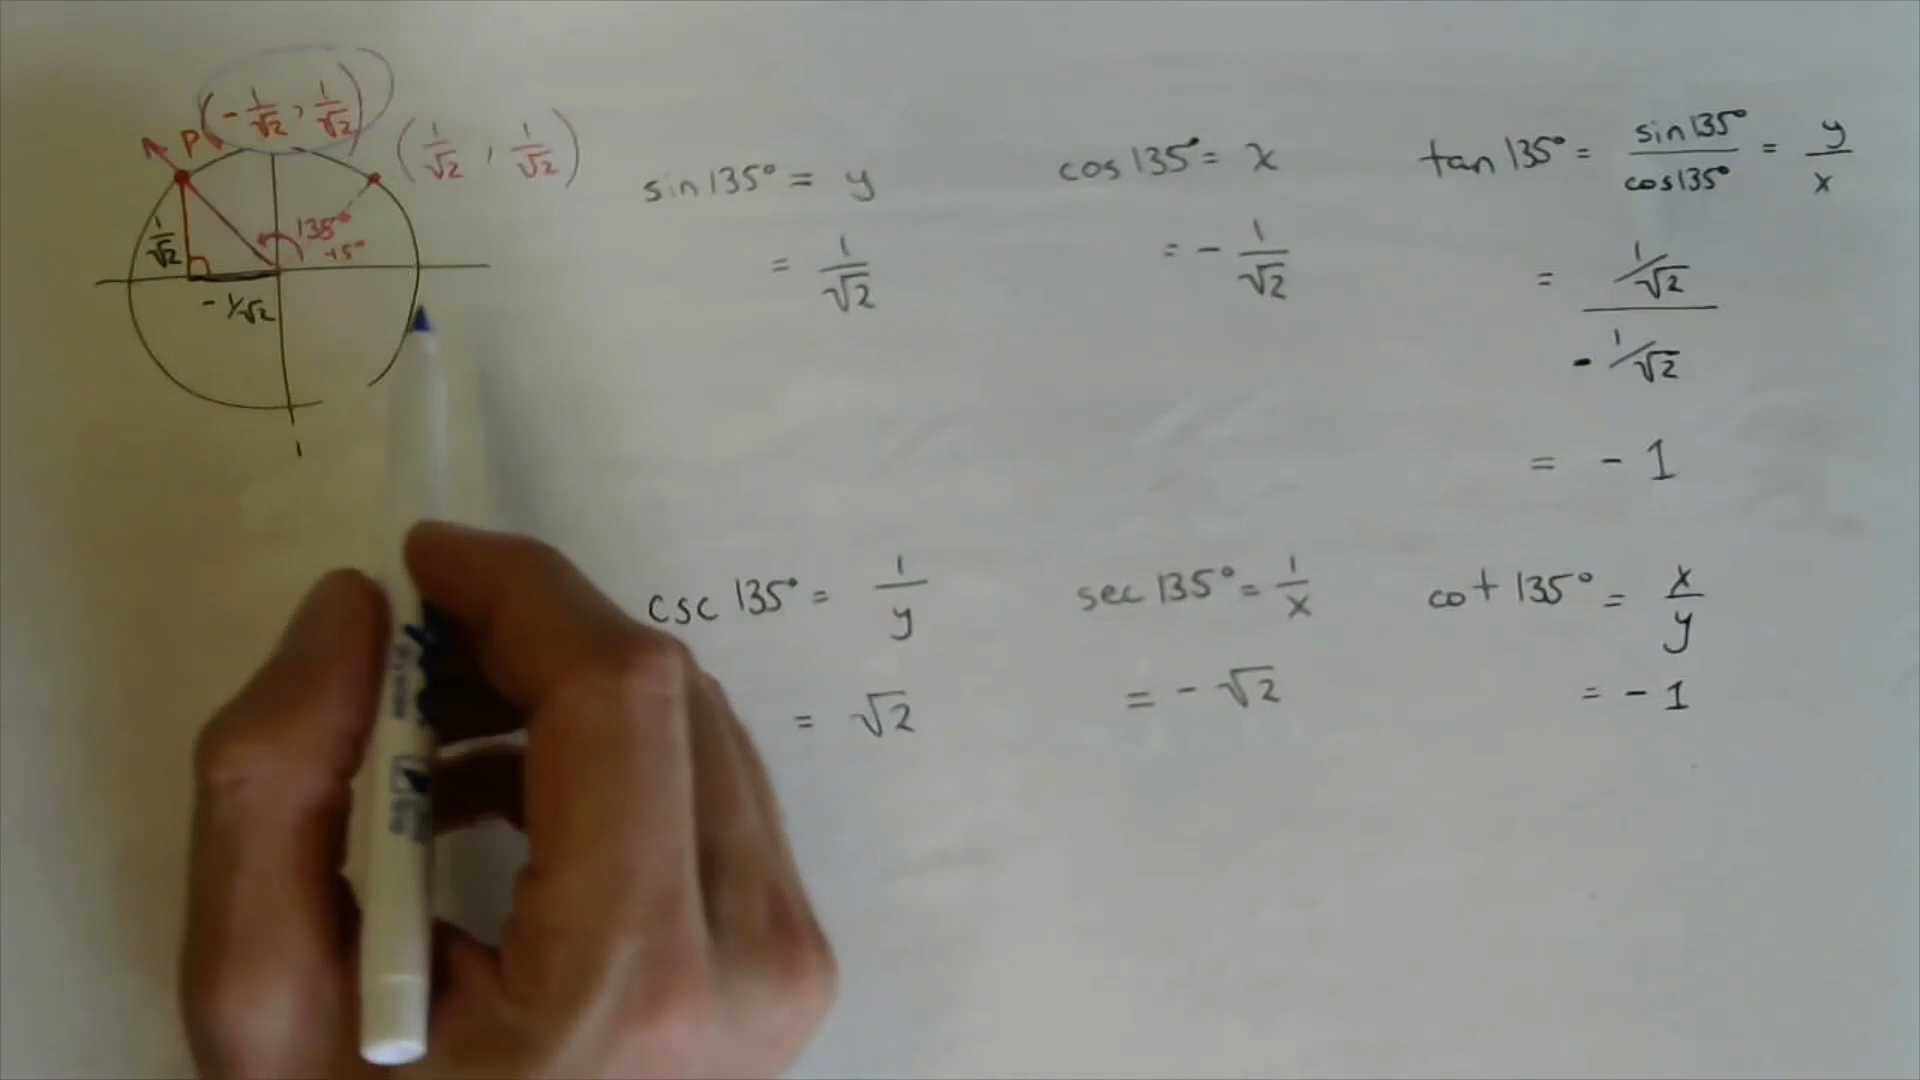 P(-1/√2, 1/√2)
(1/√2, 1/√2)
135°
45°
1/√2
-1/√2
sin 135° = y
= 1/√2
cos 135° = x
= - 1/√2
tan 135° = sin 135°/cos 135° = y/x
= 1/√2 / - 1/√2
= - 1
csc 135° = 1/y
= √2
sec 135° = 1/x
= - √2
cot 135° = x/y
= - 1